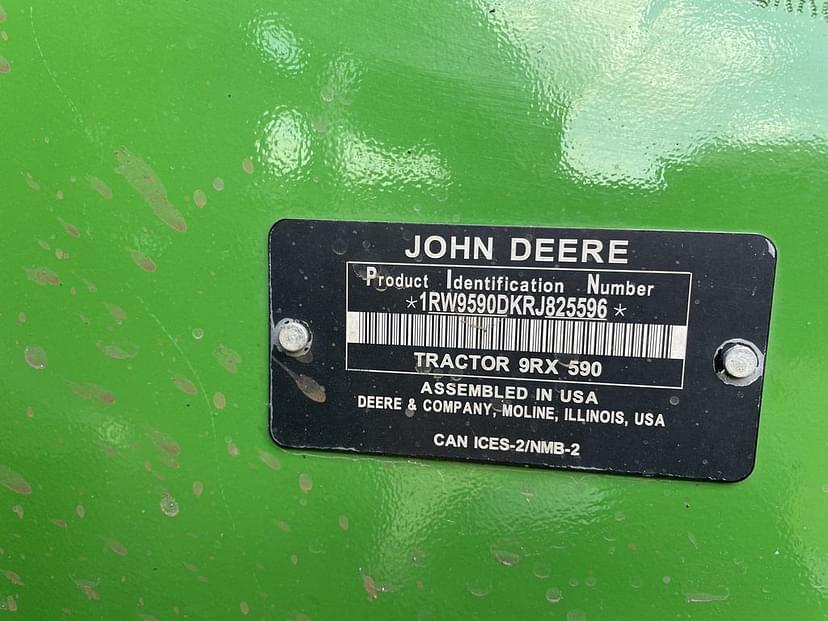 JOHN DEERE
Product Identification Number
*1RW9590DKRJ825596*
TRACTOR 9RX 590
ASSEMBLED IN USA
DEERE & COMPANY, MOLINE, ILLINOIS, USA
CAN ICES-2/NMB-2